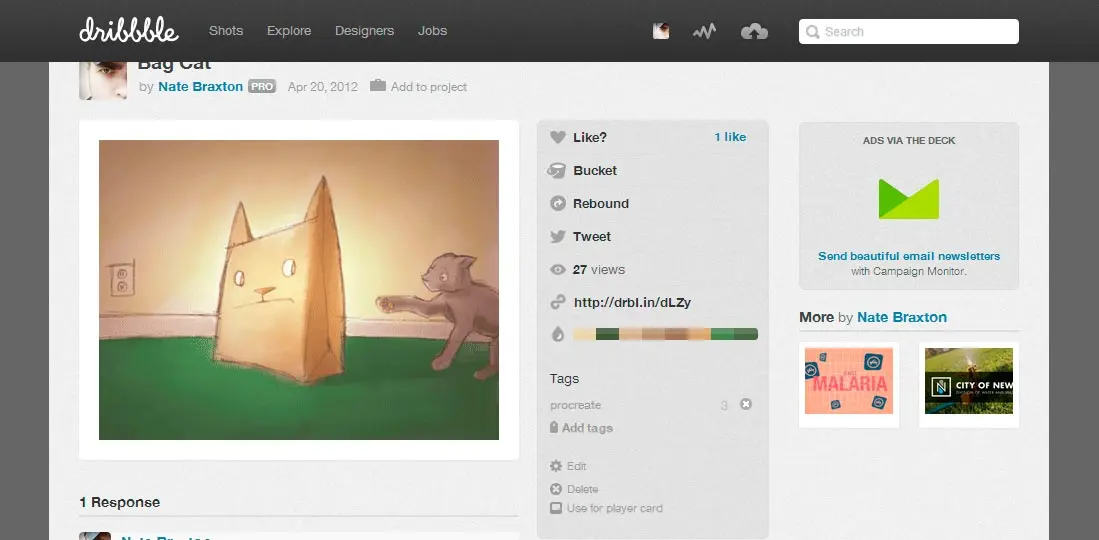 dribbble
Shots
Explore
Designers
Jobs
Search
Bag Cat
by Nate Braxton PRO Apr 20, 2012 Add to project
Like? 1 like
Bucket
Rebound
Tweet
27 views
http://drbl.in/dLZy
Tags
procreate 3
Add tags
Edit
Delete
Use for player card
1 Response
Nate Braxton
ADS VIA THE DECK
Send beautiful email newsletters
with Campaign Monitor.
More by Nate Braxton
MALARIA
N CITY OF NEW